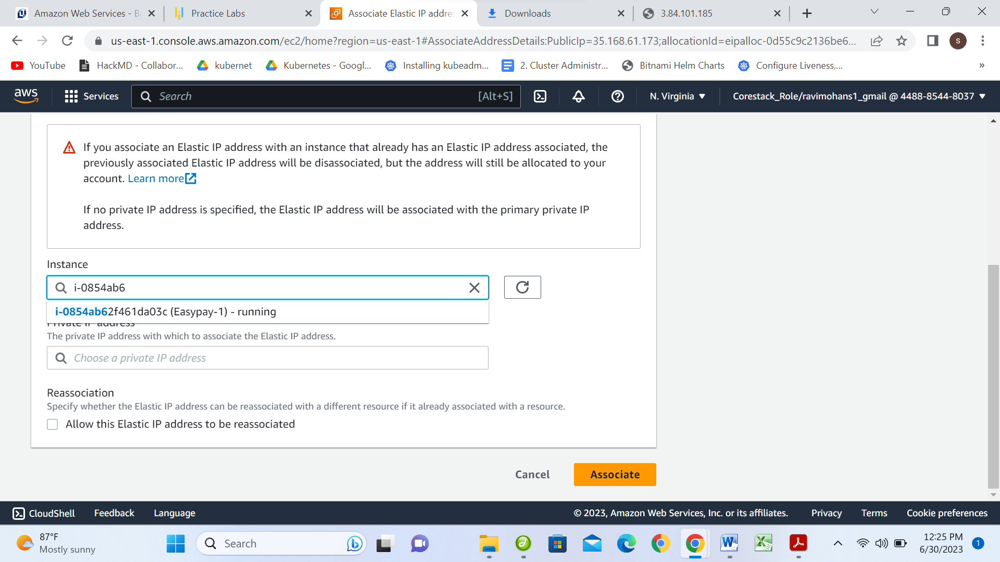 Amazon Web Services - B
Practice Labs
Associate Elastic IP addre
Downloads
3.84.101.185
us-east-1.console.aws.amazon.com/ec2/home?region=us-east-1#AssociateAddressDetails:PublicIp=35.168.61.173;allocationId=eipalloc-0d55c9c2136be6...
S
YouTube
HackMD - Collabor...
kubernet
Kubernetes - Googl...
Installing kubeadm...
2. Cluster Administr...
Bitnami Helm Charts
Configure Liveness,...
»
aws
Services
Search
[Alt+S]
N. Virginia
Corestack_Role/ravimohans1_gmail @ 4488-8544-8037
If you associate an Elastic IP address with an instance that already has an Elastic IP address associated, the
previously associated Elastic IP address will be disassociated, but the address will still be allocated to your
account. Learn more
If no private IP address is specified, the Elastic IP address will be associated with the primary private IP
address.
Instance
i-0854ab6
i-0854ab62f461da03c (Easypay-1) - running
Private IP address
The private IP address with which to associate the Elastic IP address.
Choose a private IP address
Reassociation
Specify whether the Elastic IP address can be reassociated with a different resource if it already associated with a resource.
Allow this Elastic IP address to be reassociated
Cancel
Associate
CloudShell
Feedback
Language
© 2023, Amazon Web Services, Inc. or its affiliates.
Privacy
Terms
Cookie preferences
87°F
Mostly sunny
Search
12:25 PM
6/30/2023
1